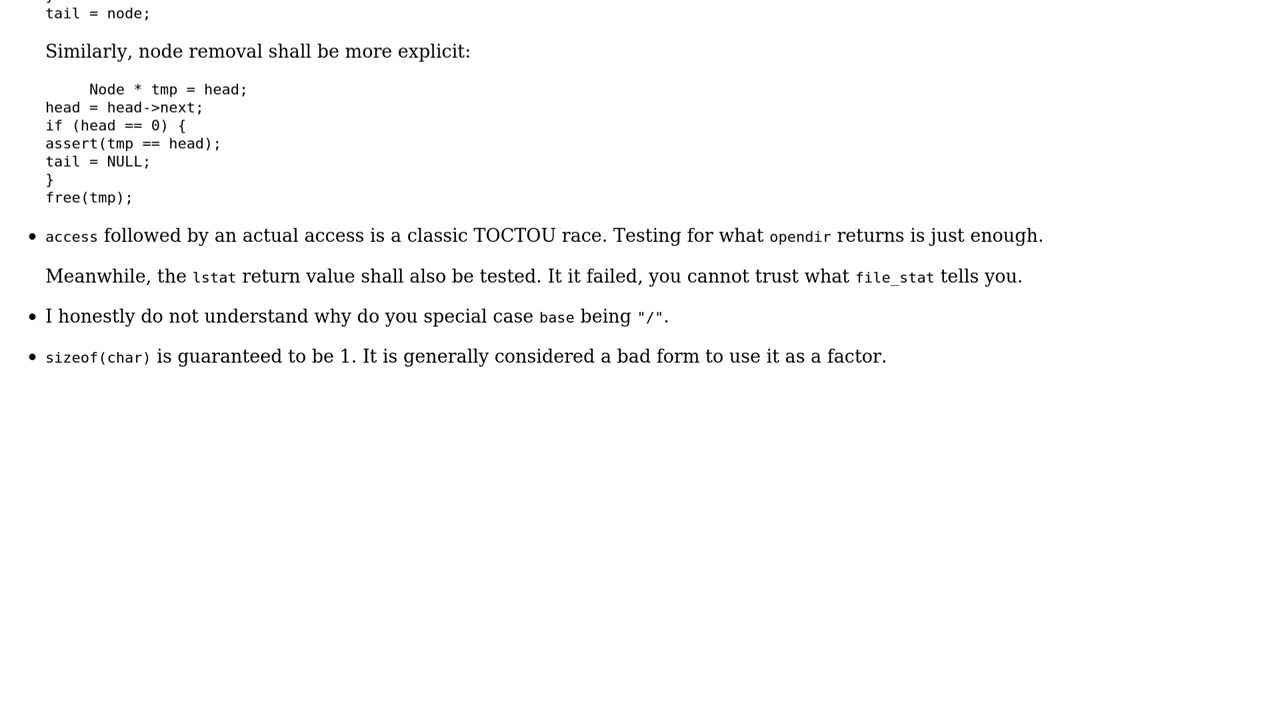 tail = node;
Similarly, node removal shall be more explicit:
Node * tmp = head;
head = head->next;
if (head == 0) {
assert(tmp == head);
tail = NULL;
}
free(tmp);
• access followed by an actual access is a classic TOCTOU race. Testing for what opendir returns is just enough.
Meanwhile, the lstat return value shall also be tested. It it failed, you cannot trust what file_stat tells you.
• I honestly do not understand why do you special case base being "/".
• sizeof(char) is guaranteed to be 1. It is generally considered a bad form to use it as a factor.